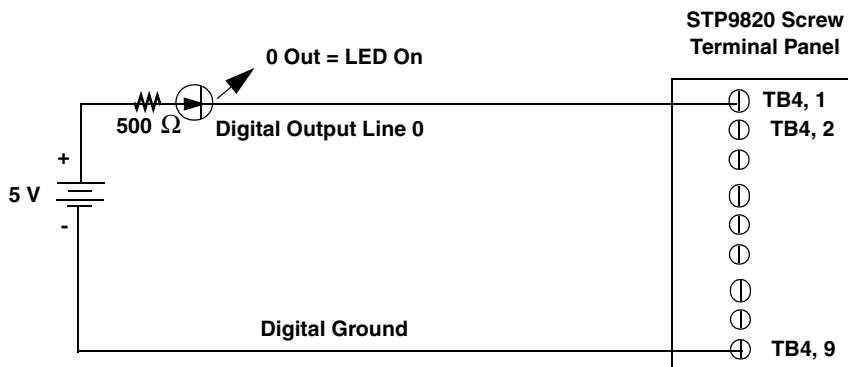 STP9820 Screw
Terminal Panel
0 Out = LED On
TB4, 1
500 Ω
Digital Output Line 0
TB4, 2
+
5 V
-
Digital Ground
TB4, 9